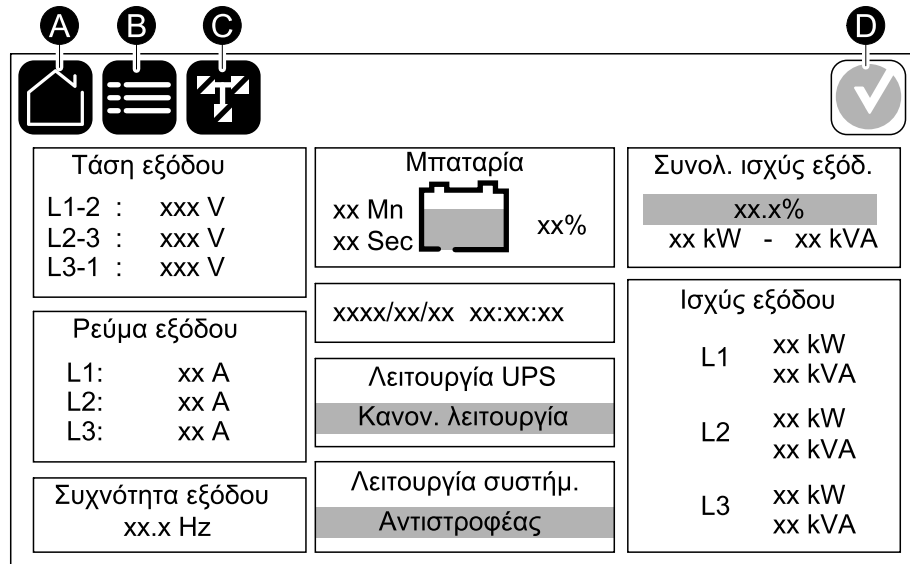 A
B
C
D
Τάση εξόδου
L1-2 : xxx V
L2-3 : xxx V
L3-1 : xxx V
Ρεύμα εξόδου
L1: xx A
L2: xx A
L3: xx A
Συχνότητα εξόδου
xx.x Hz
Μπαταρία
xx Mn
xx Sec
xx%
xxxx/xx/xx xx:xx:xx
Λειτουργία UPS
Κανον. λειτουργία
Λειτουργία συστήμ.
Αντιστροφέας
Συνολ. ισχύς εξόδ.
xx.x%
xx kW - xx kVA
Ισχύς εξόδου
L1 xx kW
xx kVA
L2 xx kW
xx kVA
L3 xx kW
xx kVA